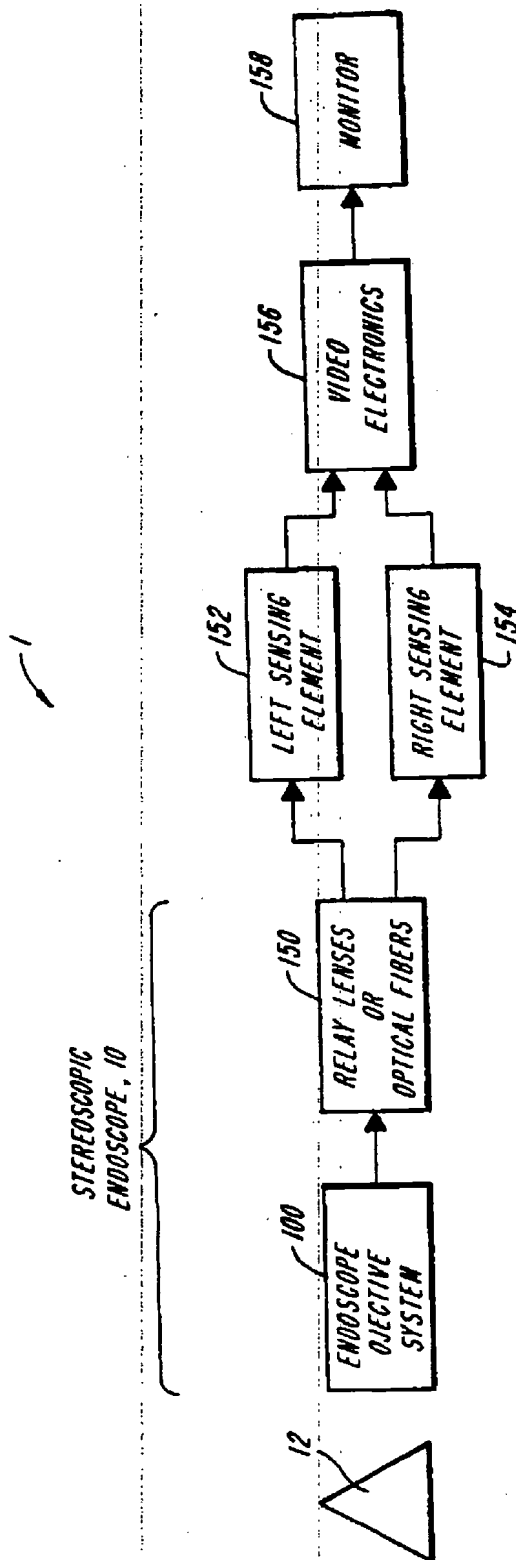 1
STEREOSCOPIC
ENDOSCOPE, 10
12
100
ENDOSCOPE
OJECTIVE
SYSTEM
150
RELAY LENSES
OR
OPTICAL FIBERS
152
LEFT SENSING
ELEMENT
154
RIGHT SENSING
ELEMENT
156
VIDEO
ELECTRONICS
158
MONITOR